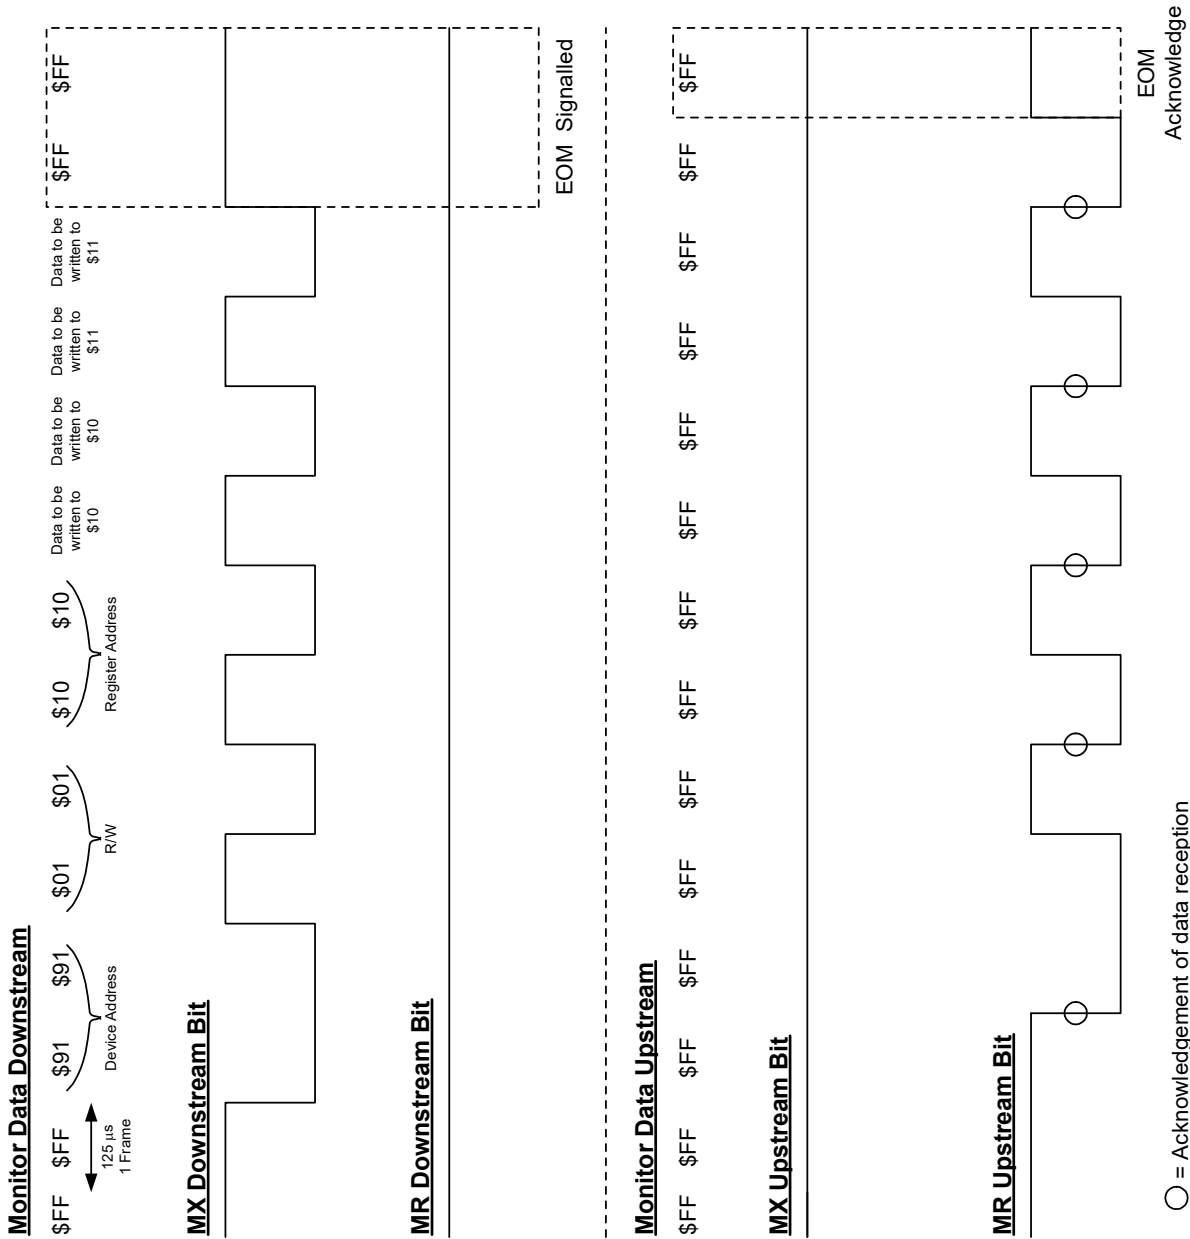 Monitor Data Downstream
$FF $FF $91 $91 $01 $01 $10 $10
Data to be
written to
$10
Data to be
written to
$10
Data to be
written to
$11
Data to be
written to
$11
$FF $FF
125 µs
1 Frame
Device Address
R/W
Register Address
MX Downstream Bit
MR Downstream Bit
EOM Signalled
Monitor Data Upstream
$FF $FF $FF $FF $FF $FF $FF $FF $FF $FF $FF $FF $FF $FF
MX Upstream Bit
MR Upstream Bit
EOM
Acknowledge
= Acknowledgement of data reception